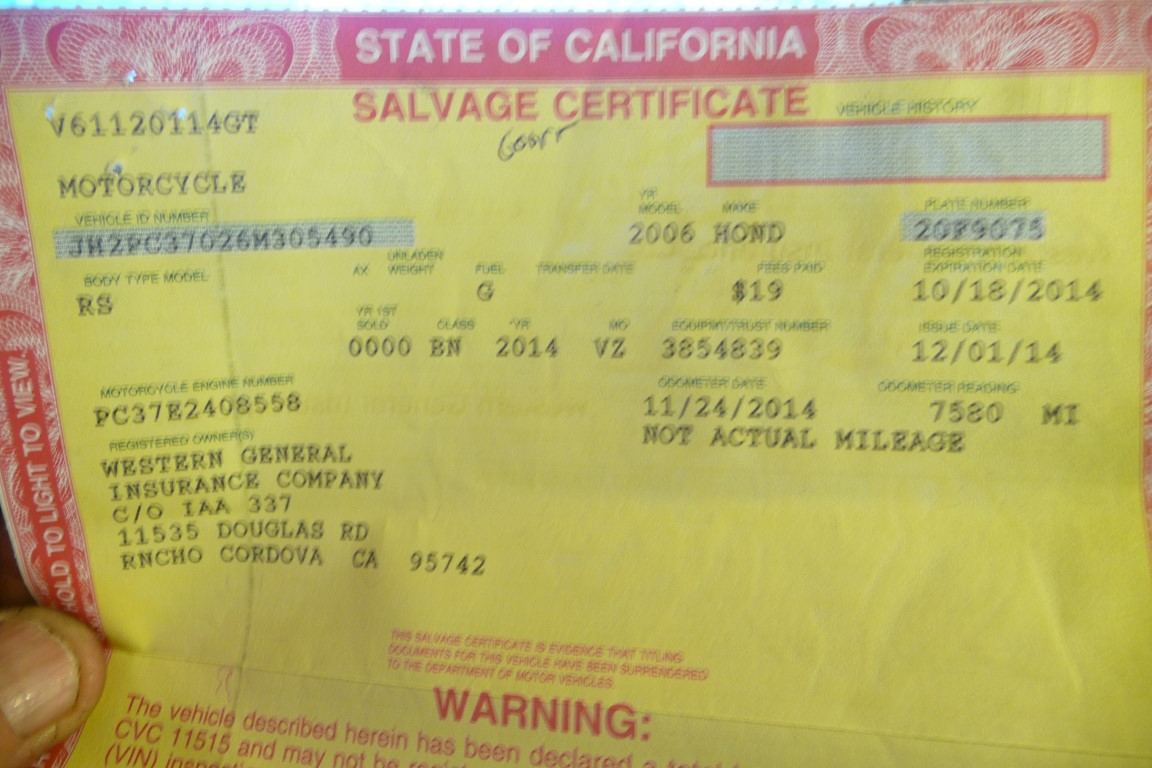 STATE OF CALIFORNIA
SALVAGE CERTIFICATE
VEHICLE HISTORY
V61120114GT
MOTORCYCLE
VEHICLE ID NUMBER
JH2PC37026M305490
YR
MODEL
MAKE
2006 HOND
PLATE NUMBER
20F9075
BODY TYPE MODEL
RS
AX
UNLADEN
WEIGHT
FUEL
G
TRANSFER DATE
FEES PAID
$19
REGISTRATION
EXPIRATION DATE
10/18/2014
YR 1ST
SOLD
CLASS
YR
MO
EQUIPMT/TRUST NUMBER
ISSUE DATE
0000 BN 2014 VZ 3854839
12/01/14
MOTORCYCLE ENGINE NUMBER
PC37E2408558
ODOMETER DATE
ODOMETER READING
11/24/2014
7580 MI
NOT ACTUAL MILEAGE
REGISTERED OWNER(S)
WESTERN GENERAL
INSURANCE COMPANY
C/O IAA 337
11535 DOUGLAS RD
RNCHO CORDOVA CA 95742
HOLD TO LIGHT TO VIEW.
THIS SALVAGE CERTIFICATE IS EVIDENCE THAT TITLING
DOCUMENTS FOR THIS VEHICLE HAVE BEEN SURRENDERED
TO THE DEPARTMENT OF MOTOR VEHICLES.
WARNING:
The vehicle described herein has been declared a total
CVC 11515 and may not be
(VIN)